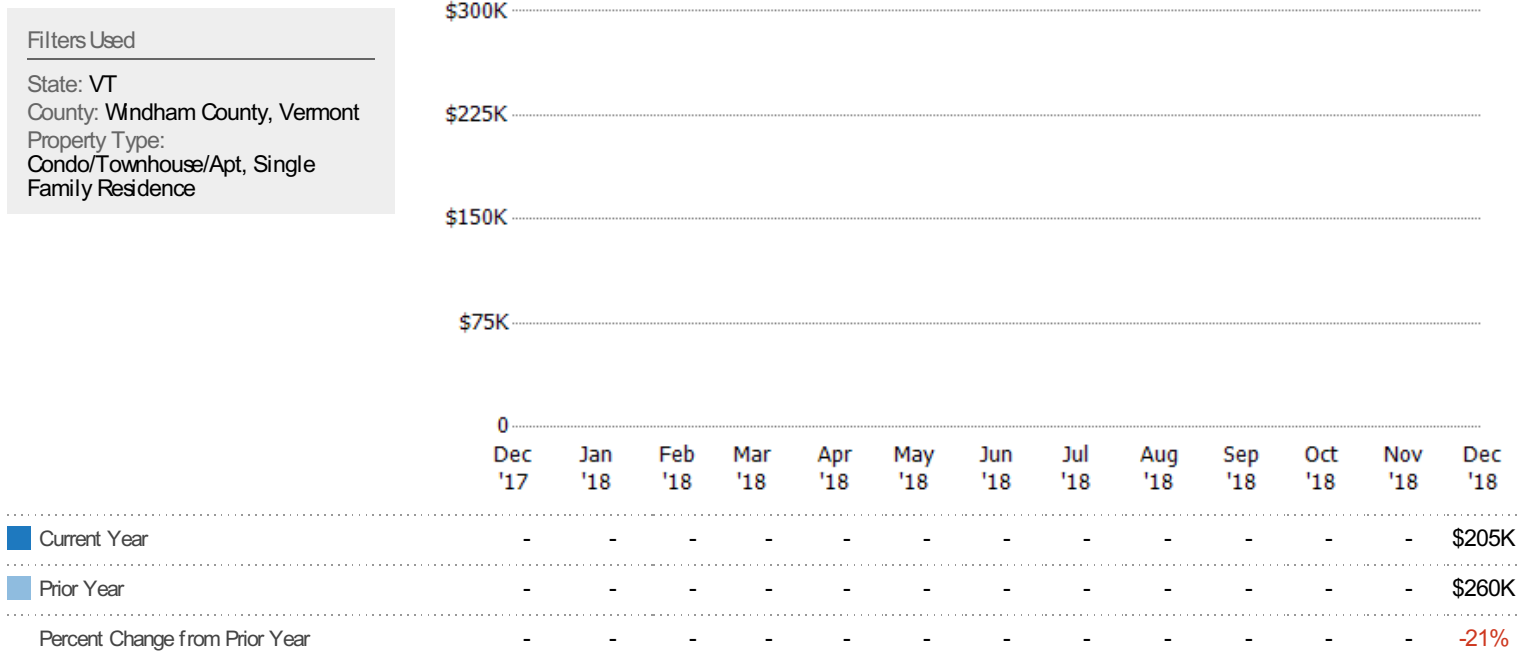 Filters Used
State: VT
County: Windham County, Vermont
Property Type:
Condo/Townhouse/Apt, Single
Family Residence
$300K
$225K
$150K
$75K
0
Dec Jan Feb Mar Apr May Jun Jul Aug Sep Oct Nov Dec
'17 '18 '18 '18 '18 '18 '18 '18 '18 '18 '18 '18 '18
Current Year - - - - - - - - - - - - $205K
Prior Year - - - - - - - - - - - - $260K
Percent Change from Prior Year - - - - - - - - - - - - -21%